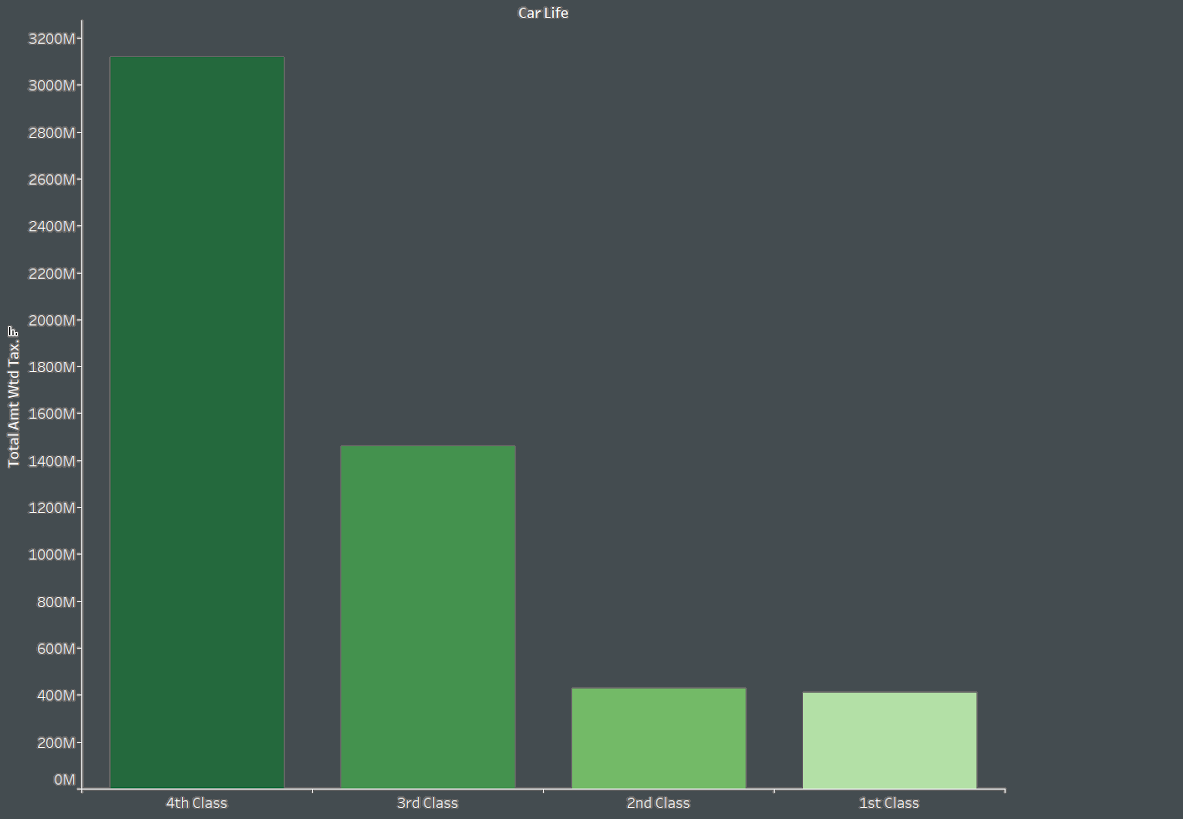 Car Life
3200M
3000M
2800M
2600M
2400M
2200M
2000M
1800M
1600M
1400M
1200M
1000M
800M
600M
400M
200M
0M
Total Amt Wtd Tax.
4th Class
3rd Class
2nd Class
1st Class